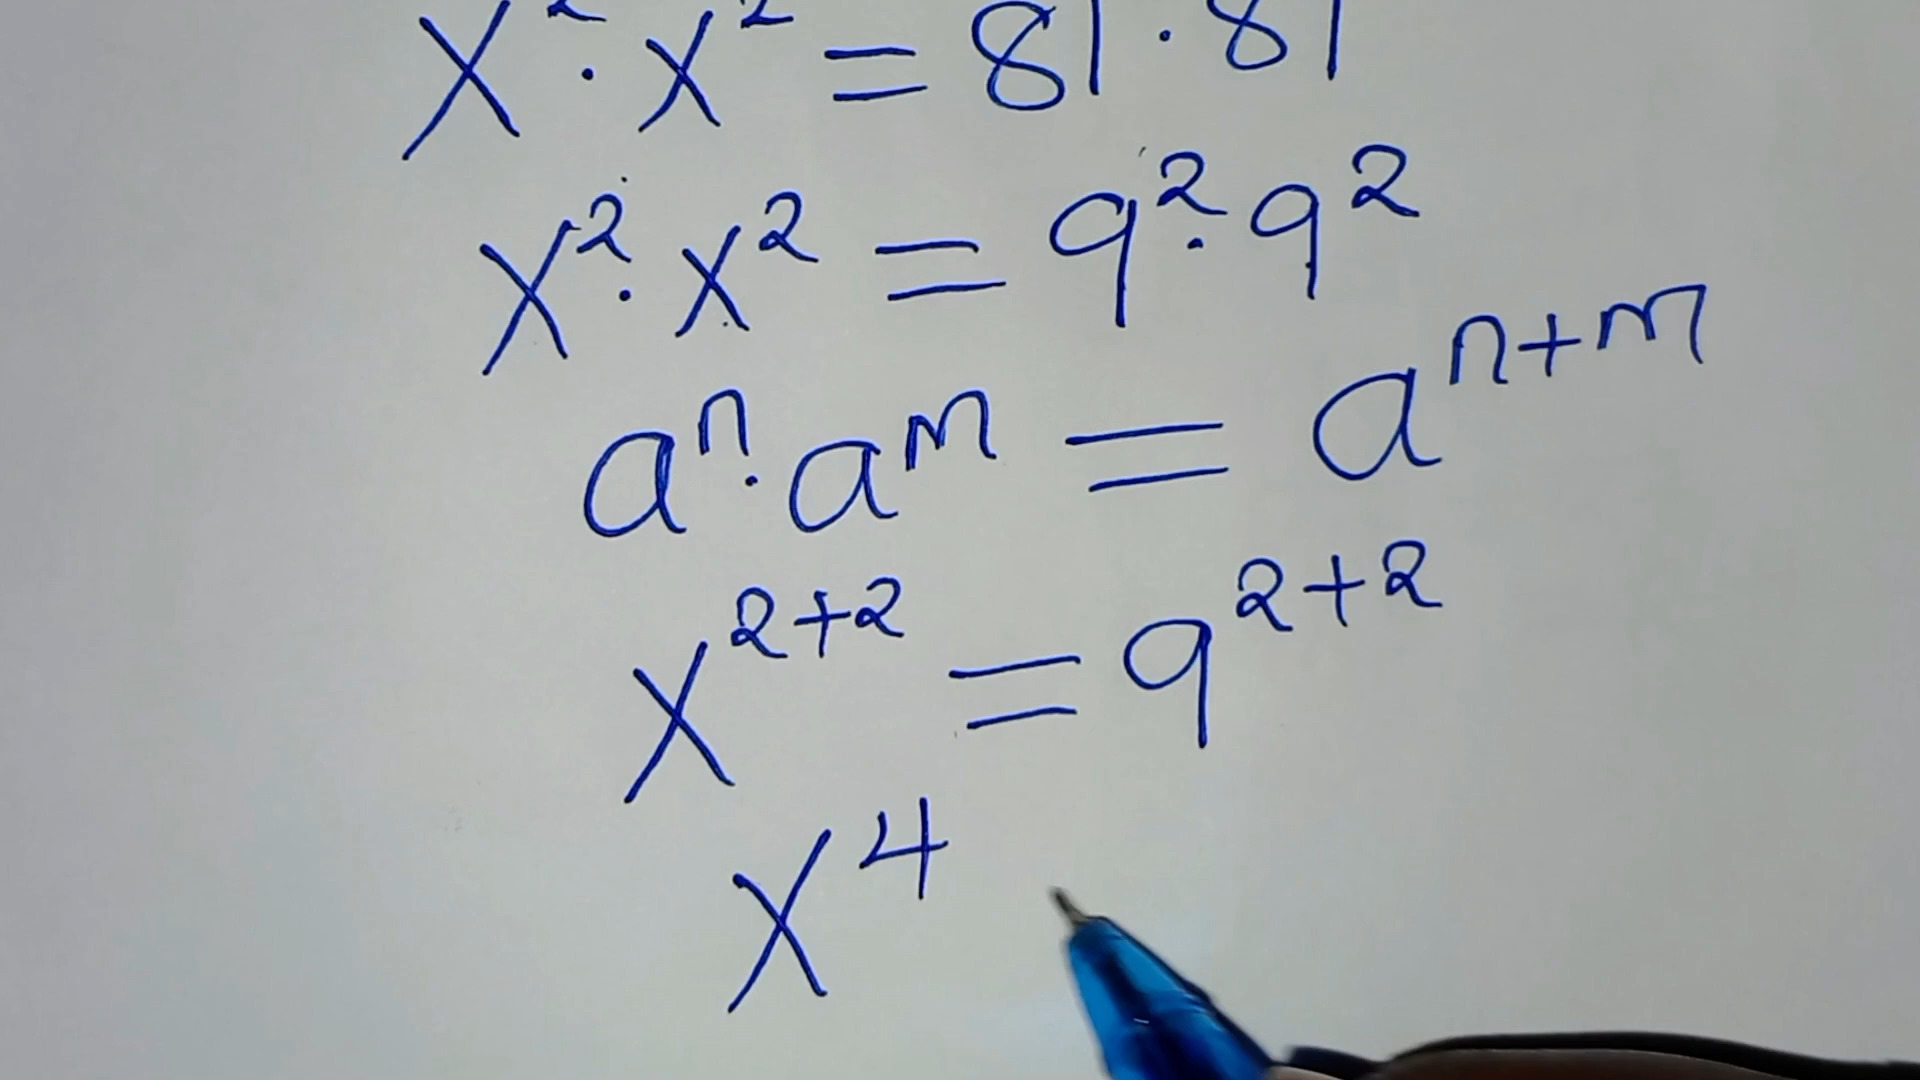 x² · x² = 81 · 81
x² · x² = 9² · 9²
aⁿ · aᵐ = aⁿ⁺ᵐ
x²⁺² = 9²⁺²
x⁴